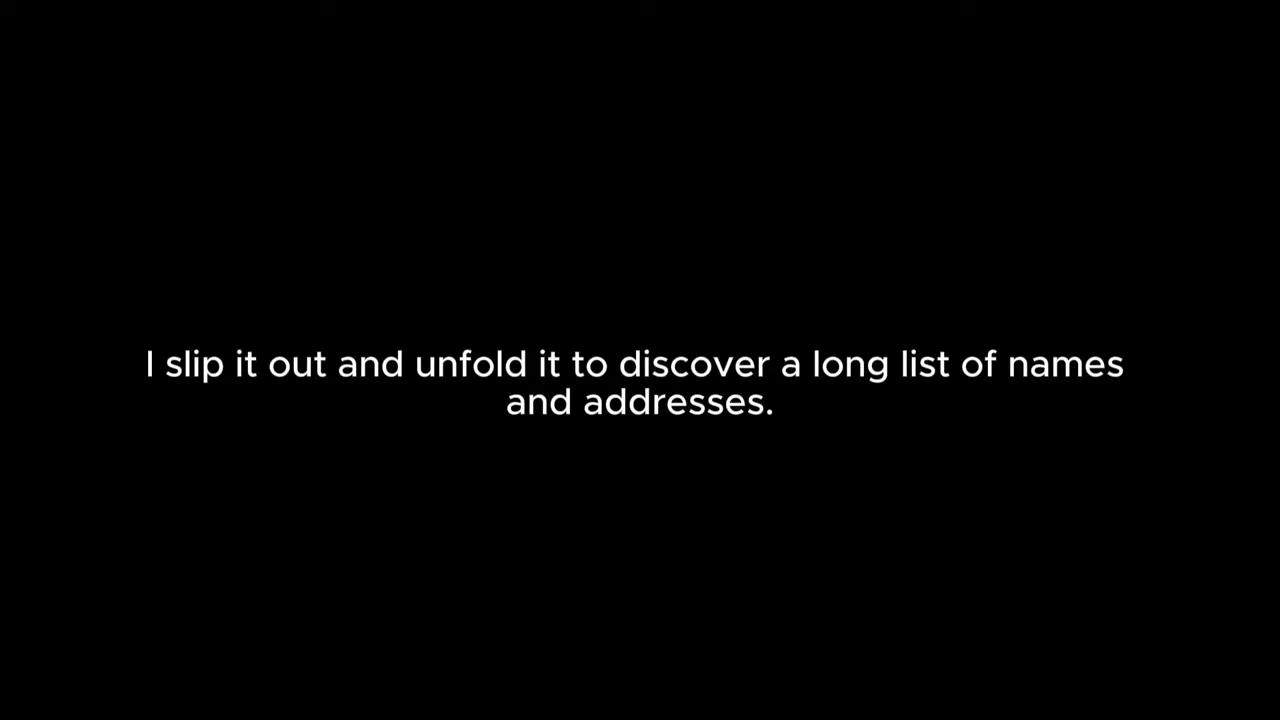 I slip it out and unfold it to discover a long list of names
and addresses.